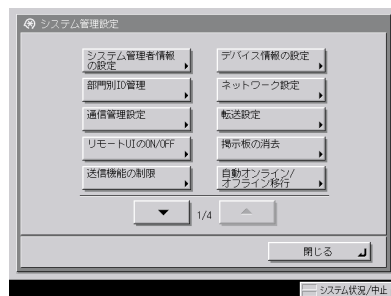 システム管理設定
システム管理者情報
の設定
デバイス情報の設定
部門別ID管理
ネットワーク設定
通信管理設定
転送設定
リモートUIのON/OFF
掲示板の消去
送信機能の制限
自動オンライン/
オフライン移行
1/4
閉じる
システム状況/中止